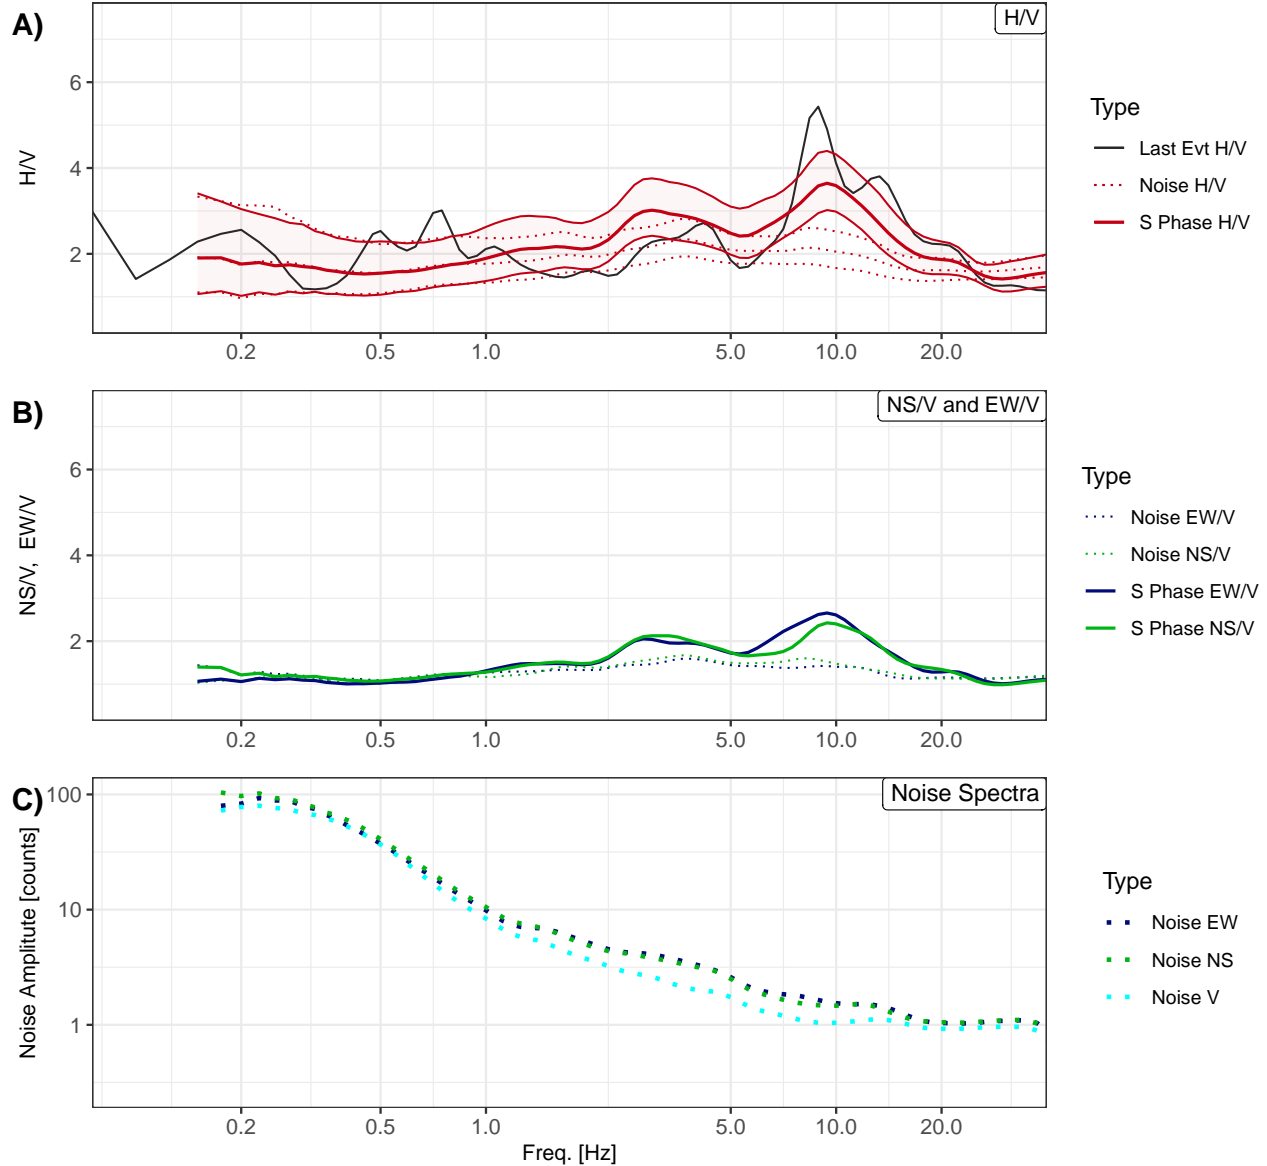 A)
H/V
6
4
2
H/V
0.2 0.5 1.0 5.0 10.0 20.0
Type
Last Evt H/V
Noise H/V
S Phase H/V
B)
NS/V and EW/V
6
4
2
NS/V, EW/V
0.2 0.5 1.0 5.0 10.0 20.0
Type
Noise EW/V
Noise NS/V
S Phase EW/V
S Phase NS/V
C)
Noise Spectra
100
10
1
Noise Amplitute [counts]
0.2 0.5 1.0 5.0 10.0 20.0
Freq. [Hz]
Type
Noise EW
Noise NS
Noise V